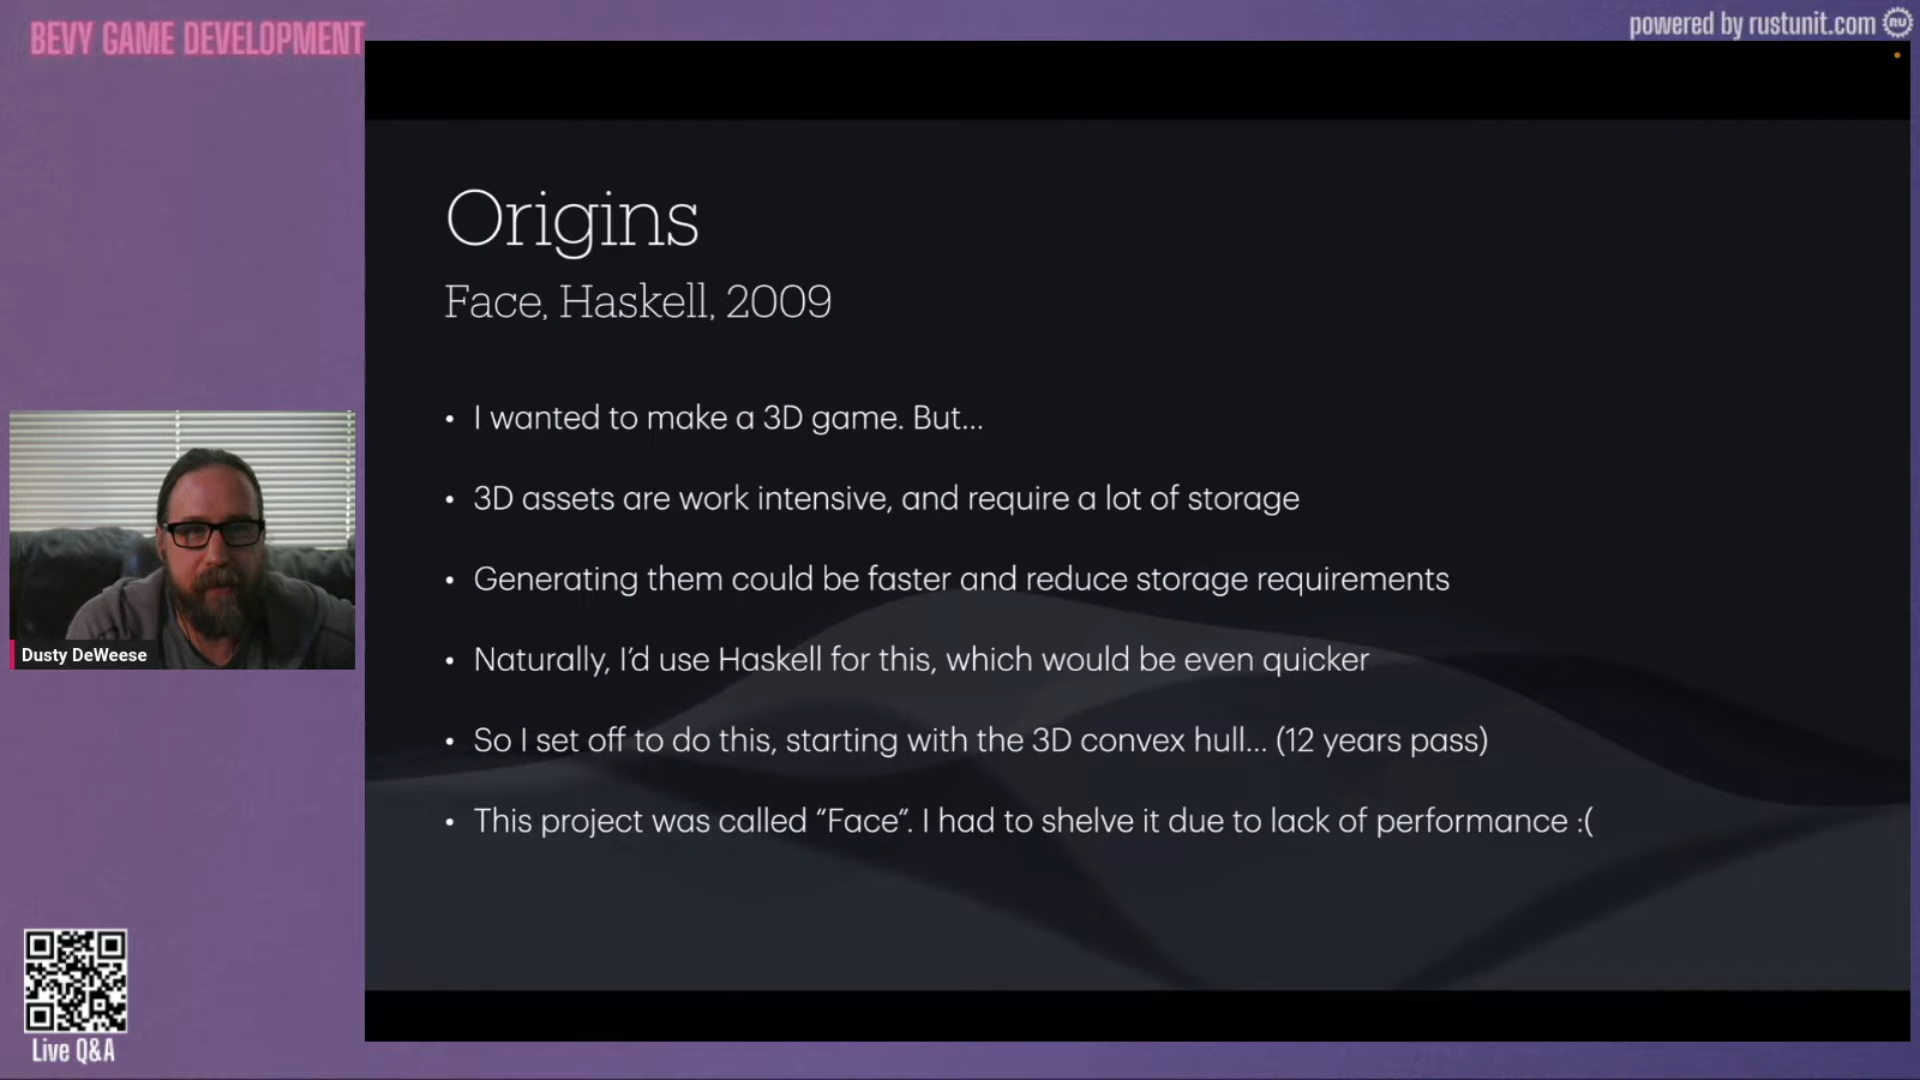 BEVY GAME DEVELOPMENT
powered by rustunit.com
RU
Origins
Face, Haskell, 2009
• I wanted to make a 3D game. But...
• 3D assets are work intensive, and require a lot of storage
• Generating them could be faster and reduce storage requirements
• Naturally, I’d use Haskell for this, which would be even quicker
• So I set off to do this, starting with the 3D convex hull... (12 years pass)
• This project was called “Face”. I had to shelve it due to lack of performance :(
Dusty DeWeese
Live Q&A